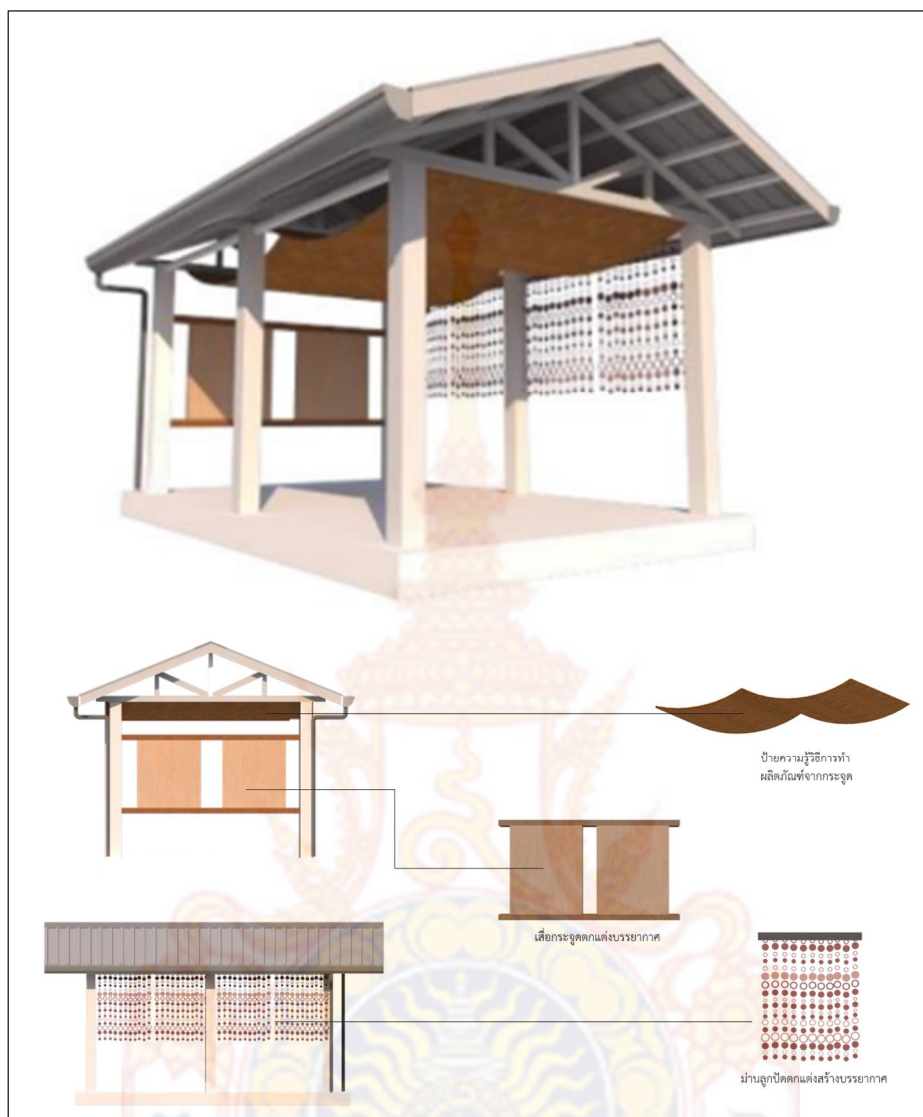 ป้ายความรู้วิธีการทำ
ผลิตภัณฑ์จากกระจูด
เสื่อกระจูดตกแต่งบรรยากาศ
ม่านลูกปัดตกแต่งสร้างบรรยากาศ